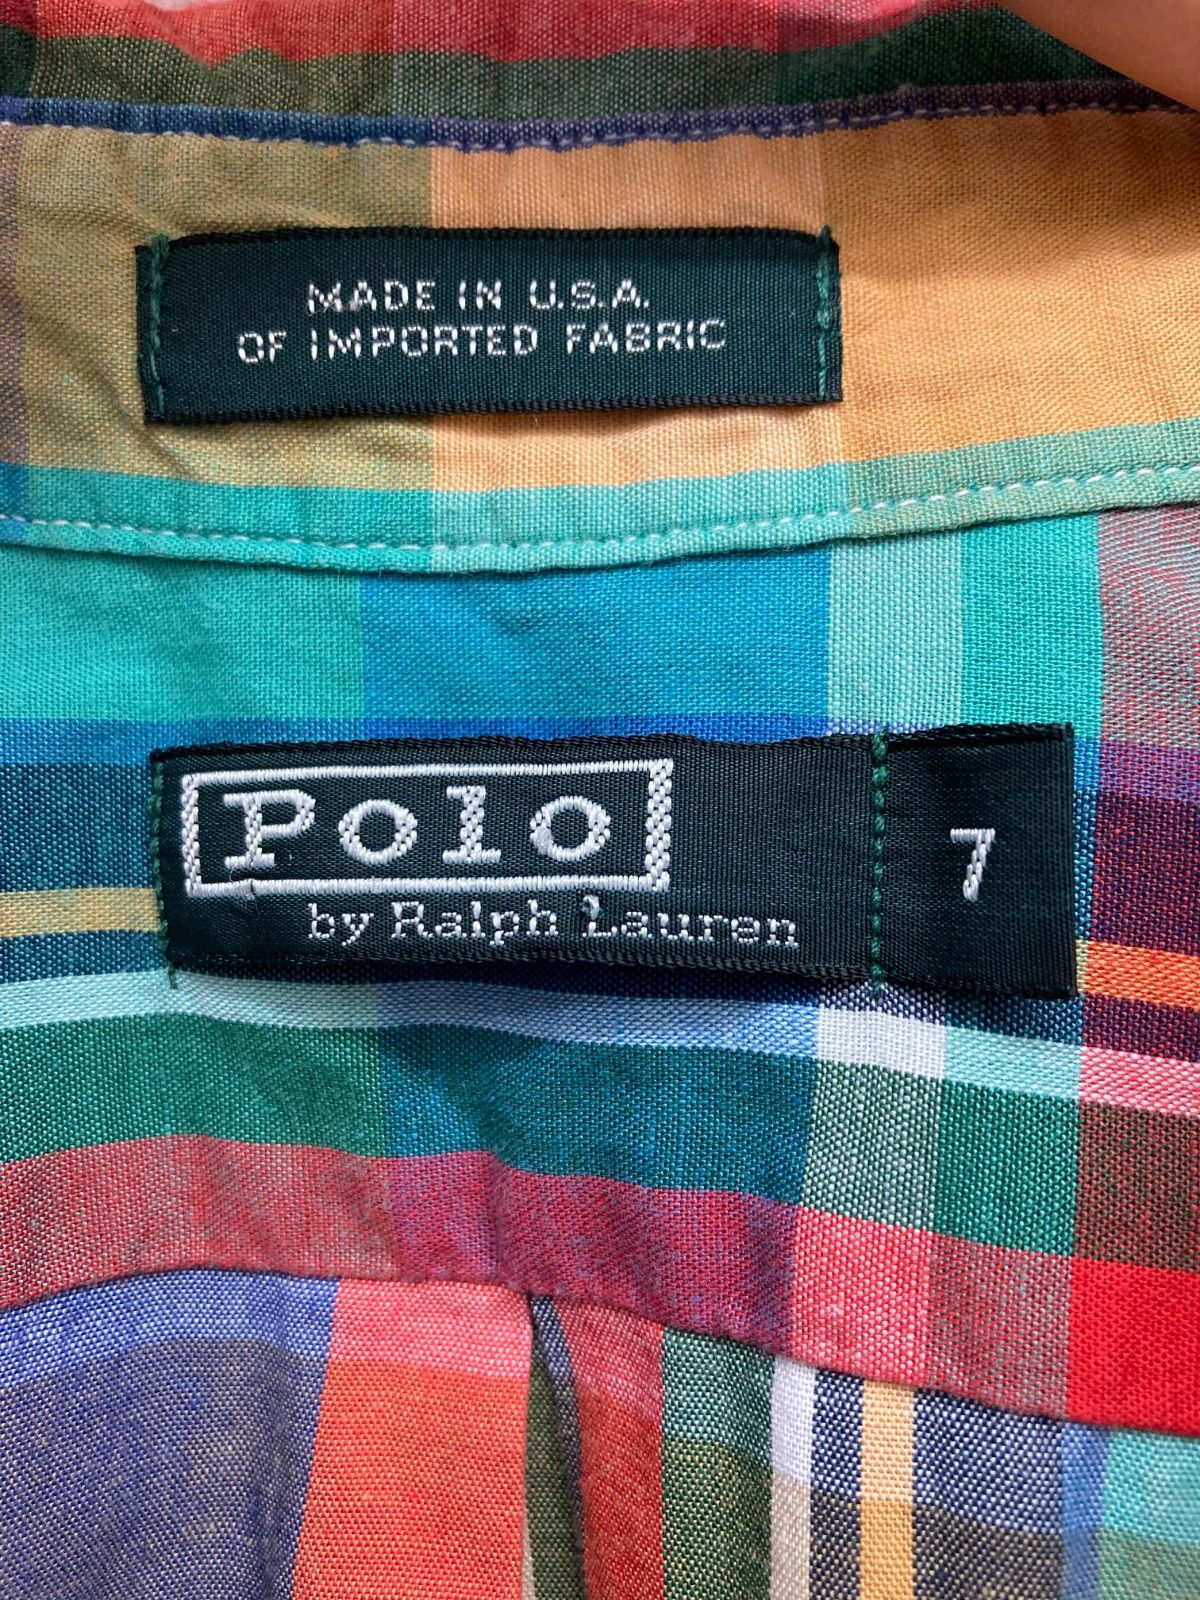 MADE IN U.S.A.
OF IMPORTED FABRIC
Polo
by Ralph Lauren
7